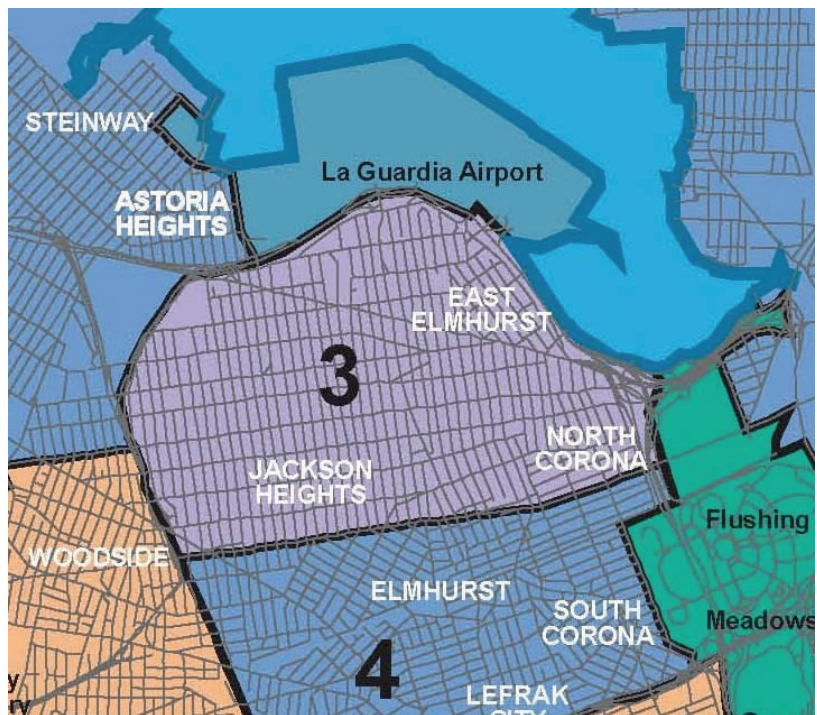 STEINWAY
La Guardia Airport
ASTORIA
HEIGHTS
EAST
ELMHURST
3
NORTH
CORONA
JACKSON
HEIGHTS
Flushing
WOODSIDE
ELMHURST
SOUTH
CORONA
Meadows
4
LEFRAK
CITY